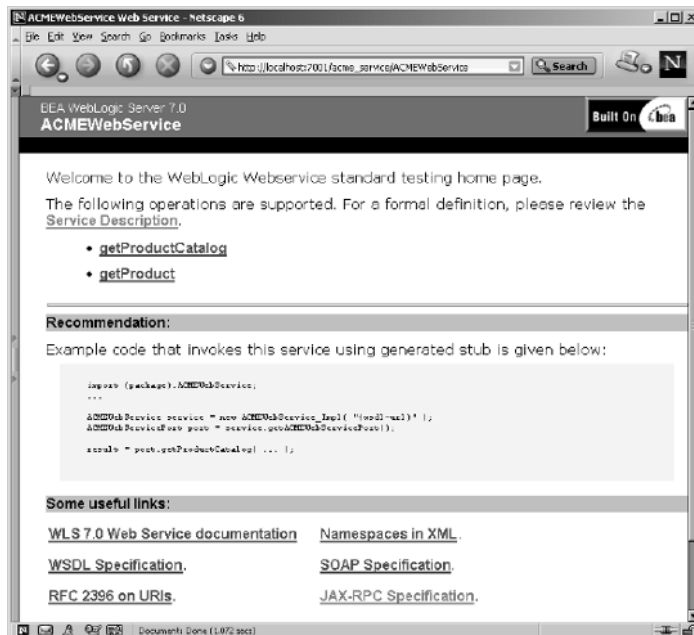 ACMEWebService Web Service - Netscape 6
File Edit View Search Go Bookmarks Tasks Help
http://localhost:7001/acme_service/ACMEWebService
Search
N
BEA WebLogic Server 7.0
ACMEWebService
Built On bea
Welcome to the WebLogic Webservice standard testing home page.
The following operations are supported. For a formal definition, please review the
Service Description.
• getProductCatalog
• getProduct
Recommendation:
Example code that invokes this service using generated stub is given below:
import {package}.ACMEWebService;
...
ACMEWebService service = new ACMEWebService_Impl( "{wsdl-url}" );
ACMEWebServicePort port = service.getACMEWebServicePort();
result = port.getProductCatalog( ... );
Some useful links:
WLS 7.0 Web Service documentation Namespaces in XML.
WSDL Specification. SOAP Specification.
RFC 2396 on URIs. JAX-RPC Specification.
Document: Done (1.072 secs)